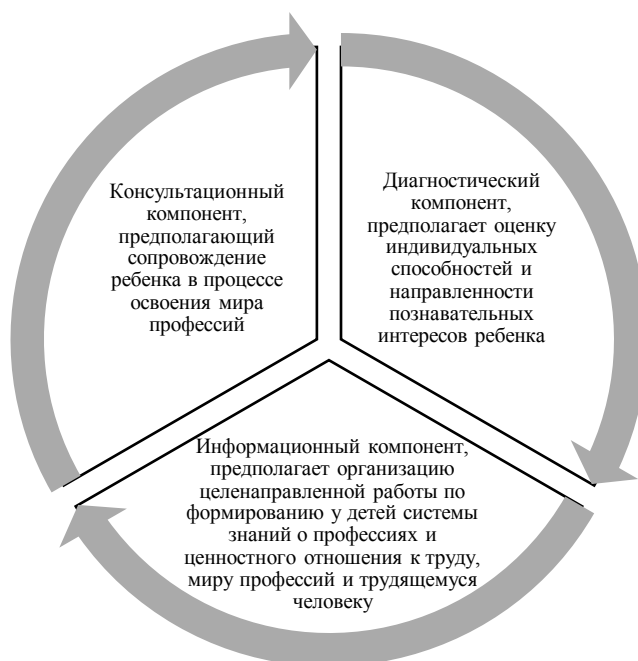 Консультационный
компонент,
предполагающий
сопровождение
ребенка в процессе
освоения мира
профессий
Диагностический
компонент,
предполагает оценку
индивидуальных
способностей и
направленности
познавательных
интересов ребенка
Информационный компонент,
предполагает организацию
целенаправленной работы по
формированию у детей системы
знаний о профессиях и
ценностного отношения к труду,
миру профессий и трудящемуся
человеку